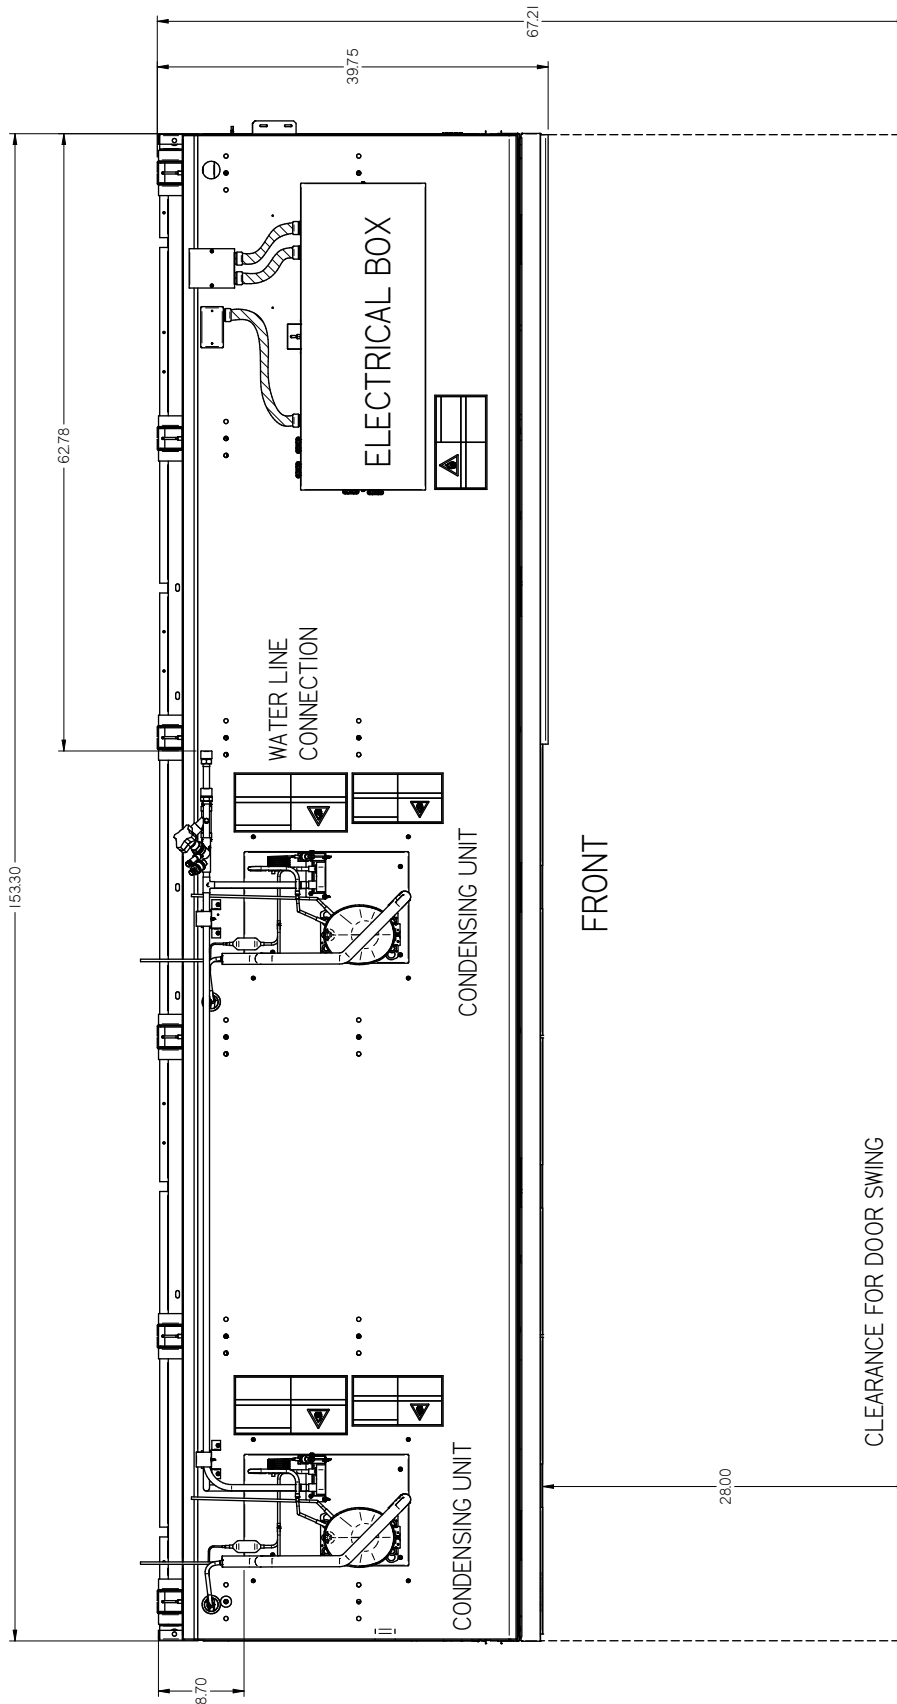 153.30
62.78
67.21
39.75
8.70
28.00
ELECTRICAL BOX
WATER LINE
CONNECTION
CONDENSING UNIT
CONDENSING UNIT
FRONT
CLEARANCE FOR DOOR SWING